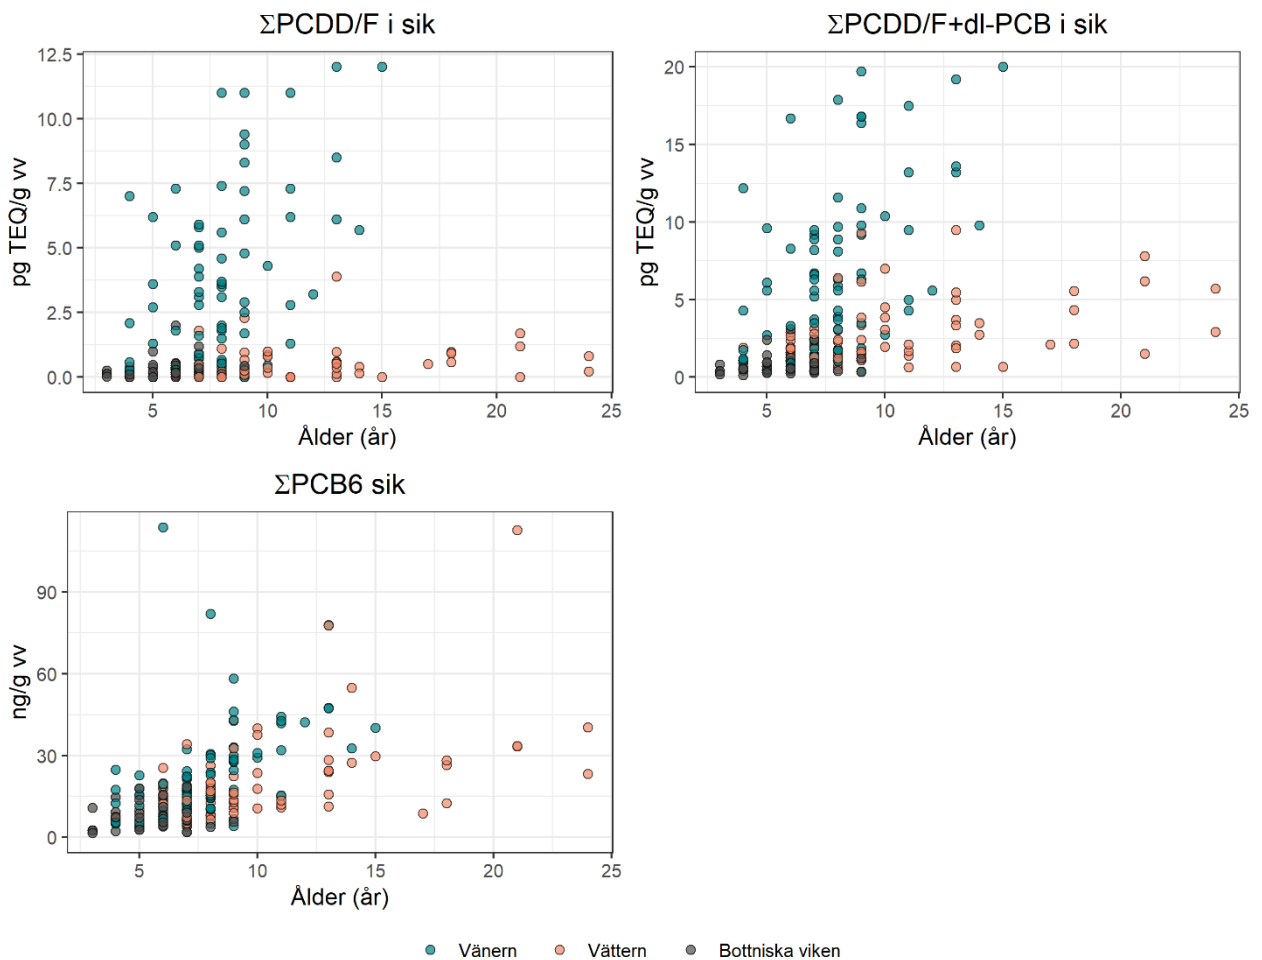 ΣPCDD/F i sik
12.5
10.0
7.5
5.0
2.5
0.0
pg TEQ/g vv
5 10 15 20 25
Ålder (år)
ΣPCDD/F+dl-PCB i sik
20
15
10
5
0
pg TEQ/g vv
5 10 15 20 25
Ålder (år)
ΣPCB6 sik
90
60
30
0
ng/g vv
5 10 15 20 25
Ålder (år)
Vänern Vättern Bottniska viken